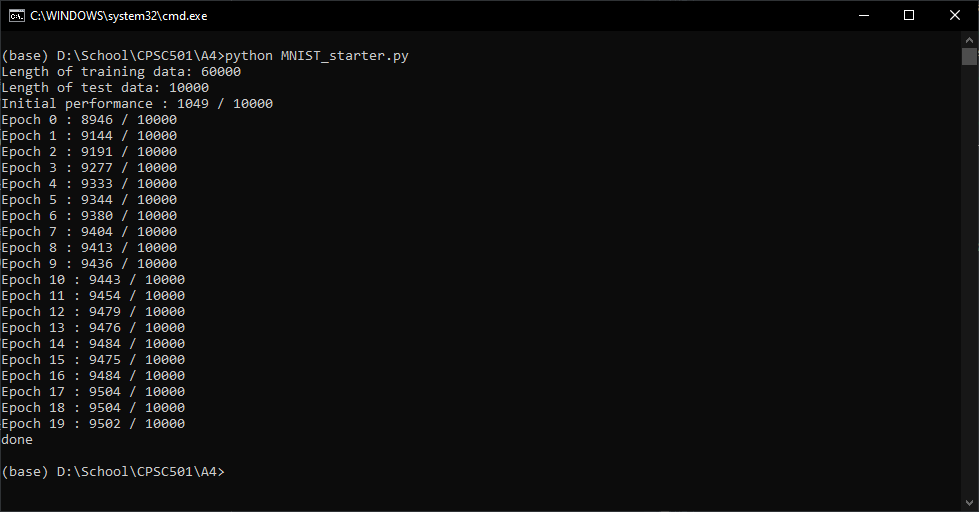 C:\WINDOWS\system32\cmd.exe
(base) D:\School\CPSC501\A4>python MNIST_starter.py
Length of training data: 60000
Length of test data: 10000
Initial performance : 1049 / 10000
Epoch 0 : 8946 / 10000
Epoch 1 : 9144 / 10000
Epoch 2 : 9191 / 10000
Epoch 3 : 9277 / 10000
Epoch 4 : 9333 / 10000
Epoch 5 : 9344 / 10000
Epoch 6 : 9380 / 10000
Epoch 7 : 9404 / 10000
Epoch 8 : 9413 / 10000
Epoch 9 : 9436 / 10000
Epoch 10 : 9443 / 10000
Epoch 11 : 9454 / 10000
Epoch 12 : 9479 / 10000
Epoch 13 : 9476 / 10000
Epoch 14 : 9484 / 10000
Epoch 15 : 9475 / 10000
Epoch 16 : 9484 / 10000
Epoch 17 : 9504 / 10000
Epoch 18 : 9504 / 10000
Epoch 19 : 9502 / 10000
done
(base) D:\School\CPSC501\A4>